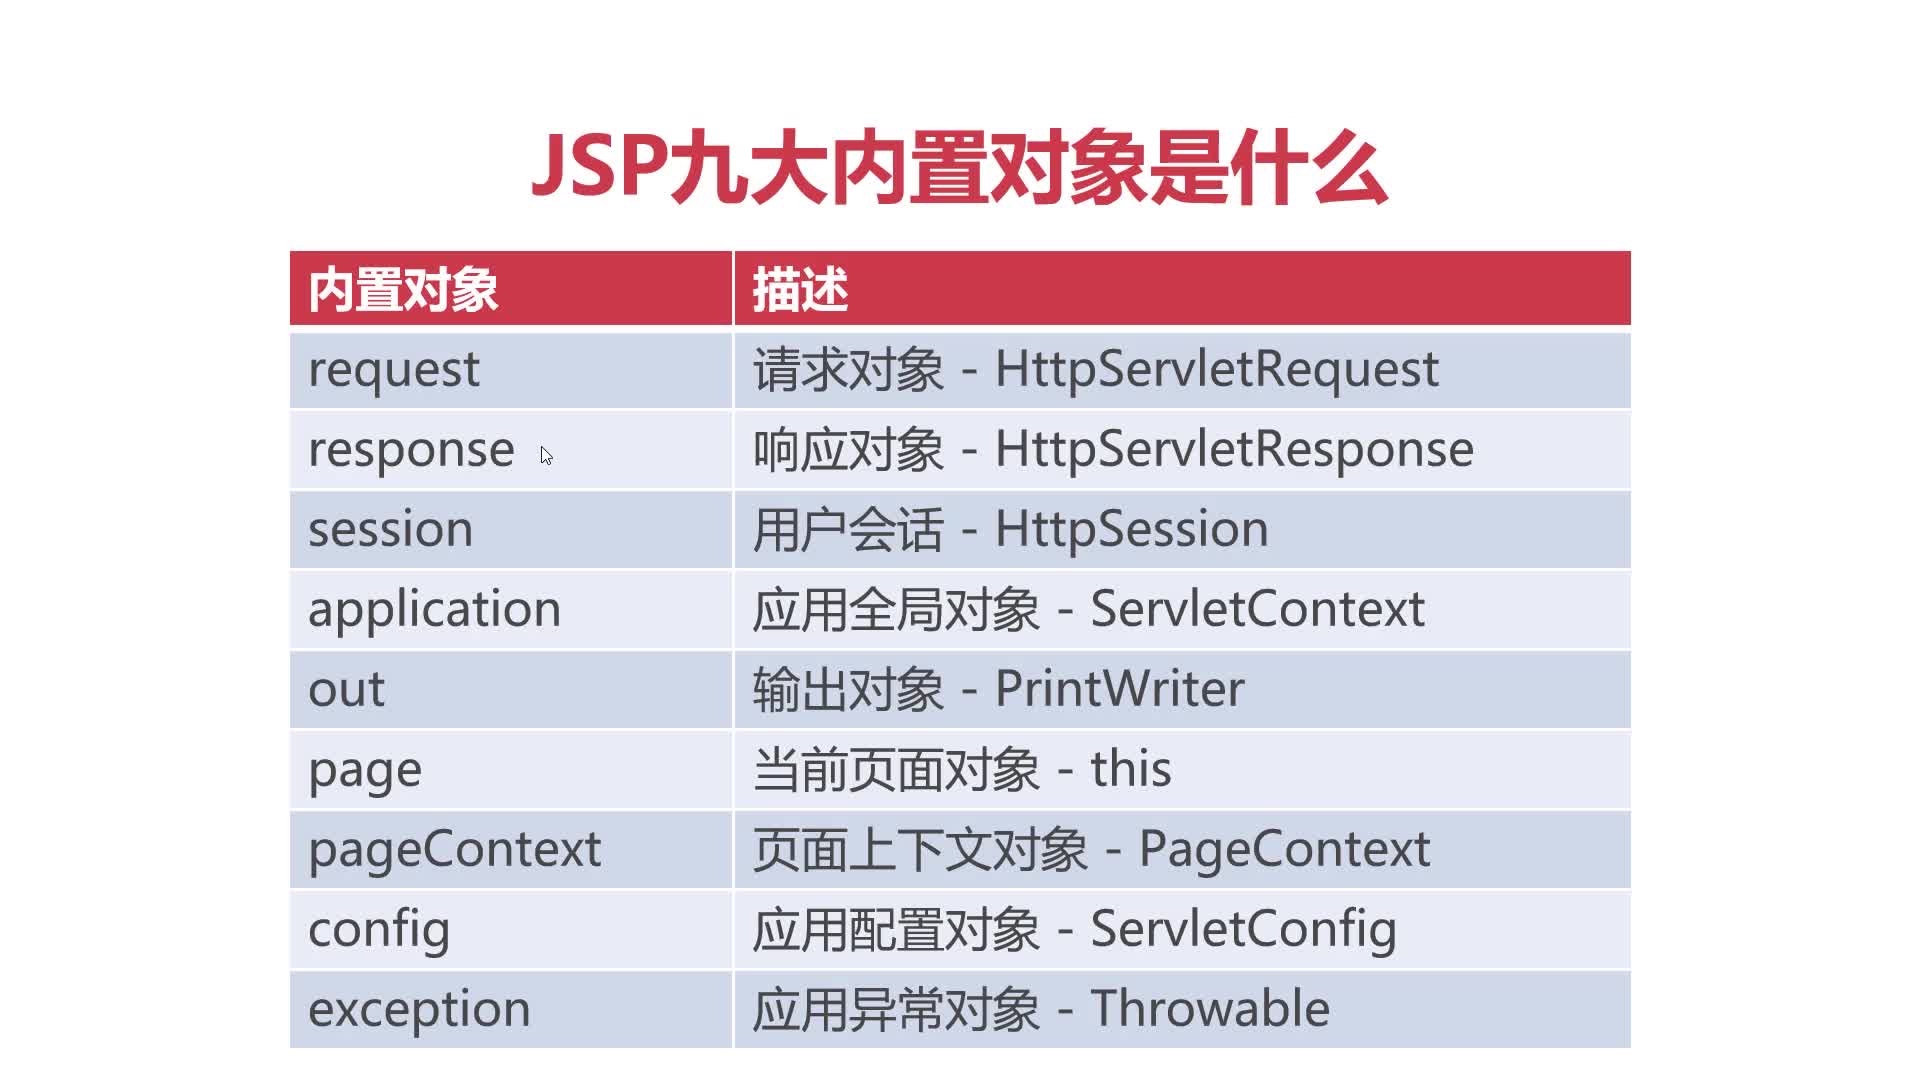 JSP九大内置对象是什么
内置对象 描述
request 请求对象 - HttpServletRequest
response 响应对象 - HttpServletResponse
session 用户会话 - HttpSession
application 应用全局对象 - ServletContext
out 输出对象 - PrintWriter
page 当前页面对象 - this
pageContext 页面上下文对象 - PageContext
config 应用配置对象 - ServletConfig
exception 应用异常对象 - Throwable